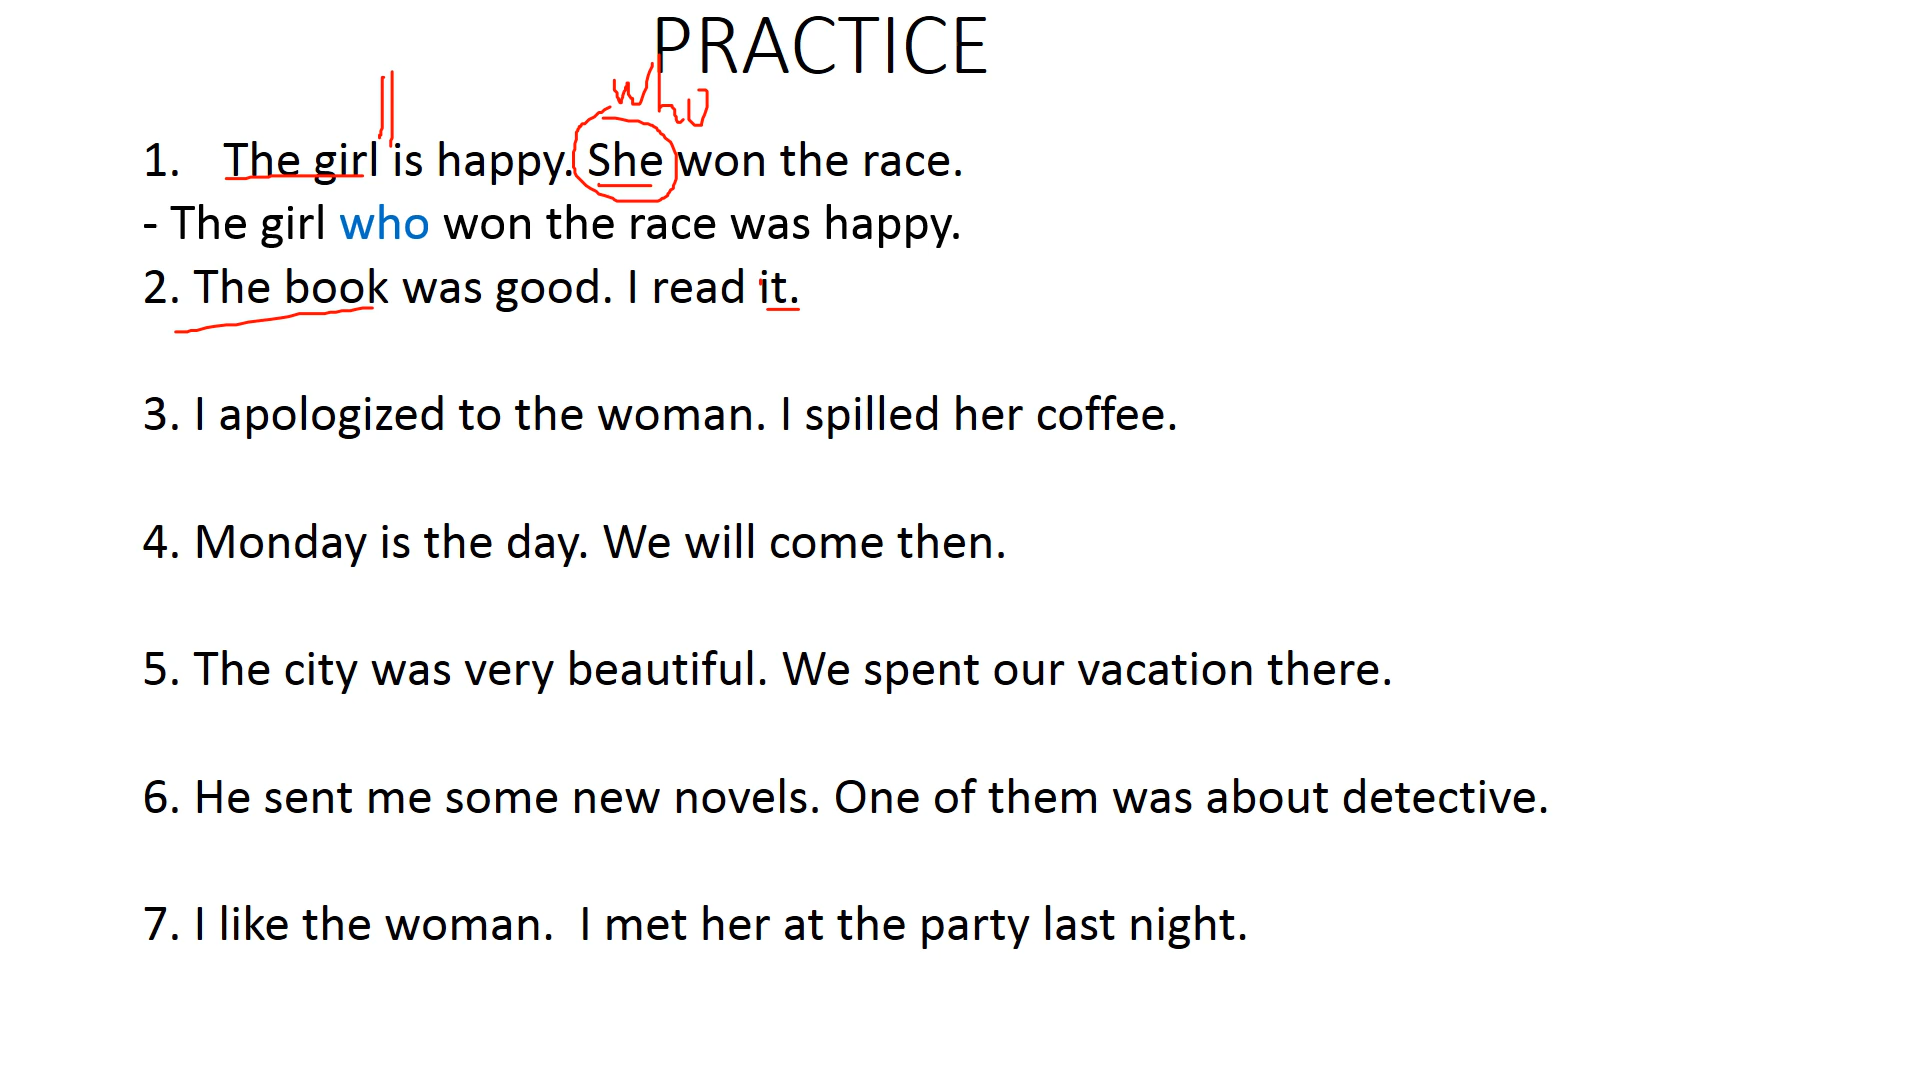 PRACTICE
who
1. The girl is happy. She won the race.
- The girl who won the race was happy.
2. The book was good. I read it.
3. I apologized to the woman. I spilled her coffee.
4. Monday is the day. We will come then.
5. The city was very beautiful. We spent our vacation there.
6. He sent me some new novels. One of them was about detective.
7. I like the woman. I met her at the party last night.